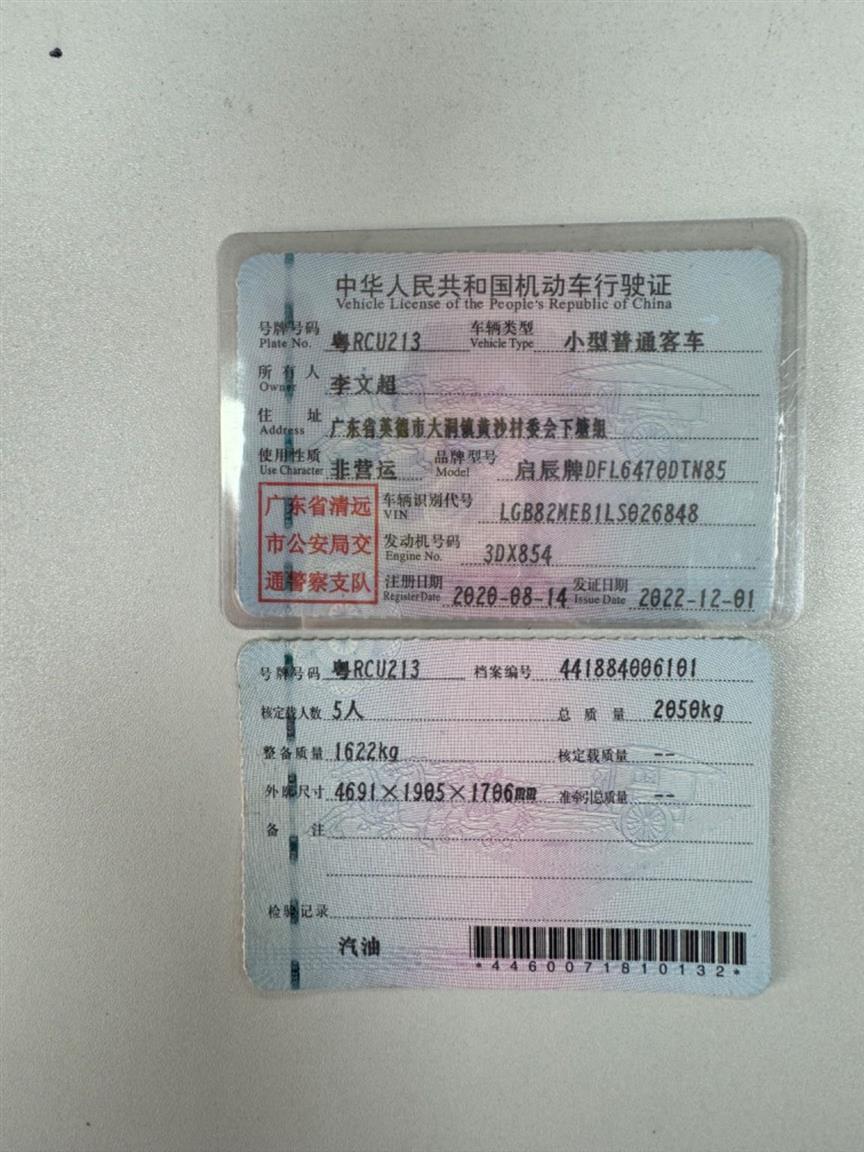 中华人民共和国机动车行驶证
Vehicle License of the People's Republic of China
号牌号码 Plate No. 粤RCU213 车辆类型 Vehicle Type 小型普通客车
所有人 Owner 李文超
住址 Address 广东省英德市大洞镇黄沙村委会下塘组
使用性质 Use Character 非营运 品牌型号 Model 启辰牌DFL6470DTN85
广东省清远
市公安局交
通警察支队
车辆识别代号 VIN LGB82MEB1LS026848
发动机号码 Engine No. 3DX854
注册日期 Register Date 2020-08-14 发证日期 Issue Date 2022-12-01
号牌号码 粤RCU213 档案编号 441884006101
核定载人数 5人 总质量 2050kg
整备质量 1622kg 核定载质量 --
外廓尺寸 4691×1905×1706mm 准牵引总质量 --
备注
检验记录
汽油
*4460071810132*